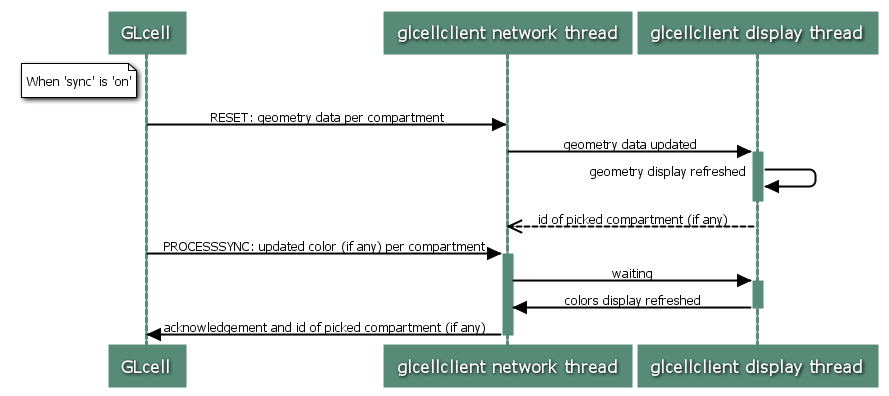 GLcell
glcellclient network thread
glcellclient display thread
When 'sync' is 'on'
RESET: geometry data per compartment
geometry data updated
geometry display refreshed
id of picked compartment (if any)
PROCESSSYNC: updated color (if any) per compartment
waiting
colors display refreshed
acknowledgement and id of picked compartment (if any)
GLcell
glcellclient network thread
glcellclient display thread